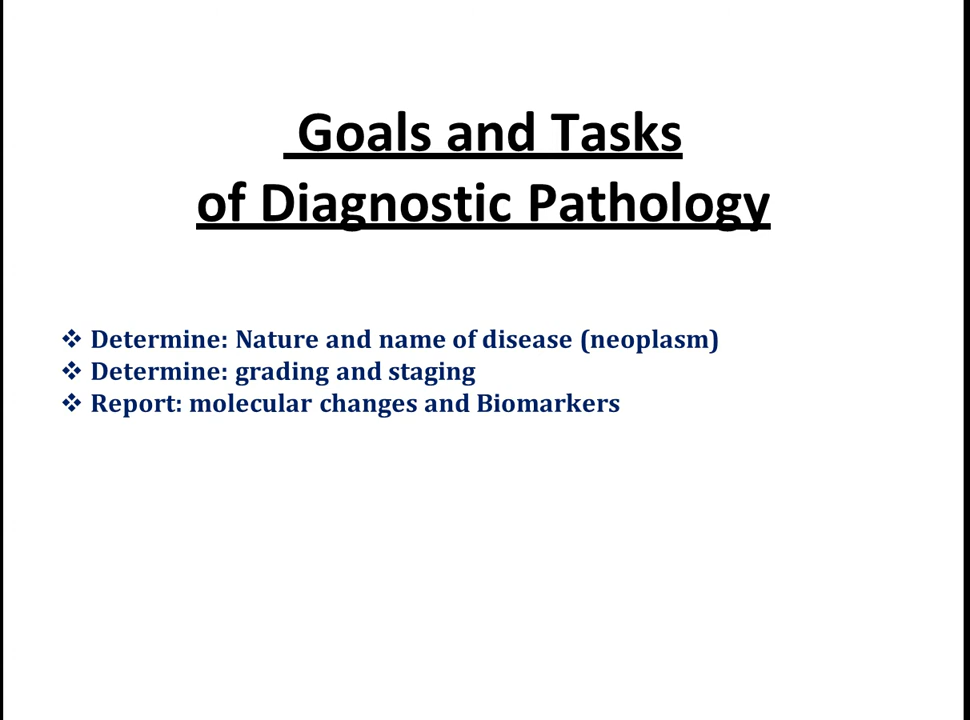 Goals and Tasks
of Diagnostic Pathology
❖ Determine: Nature and name of disease (neoplasm)
❖ Determine: grading and staging
❖ Report: molecular changes and Biomarkers